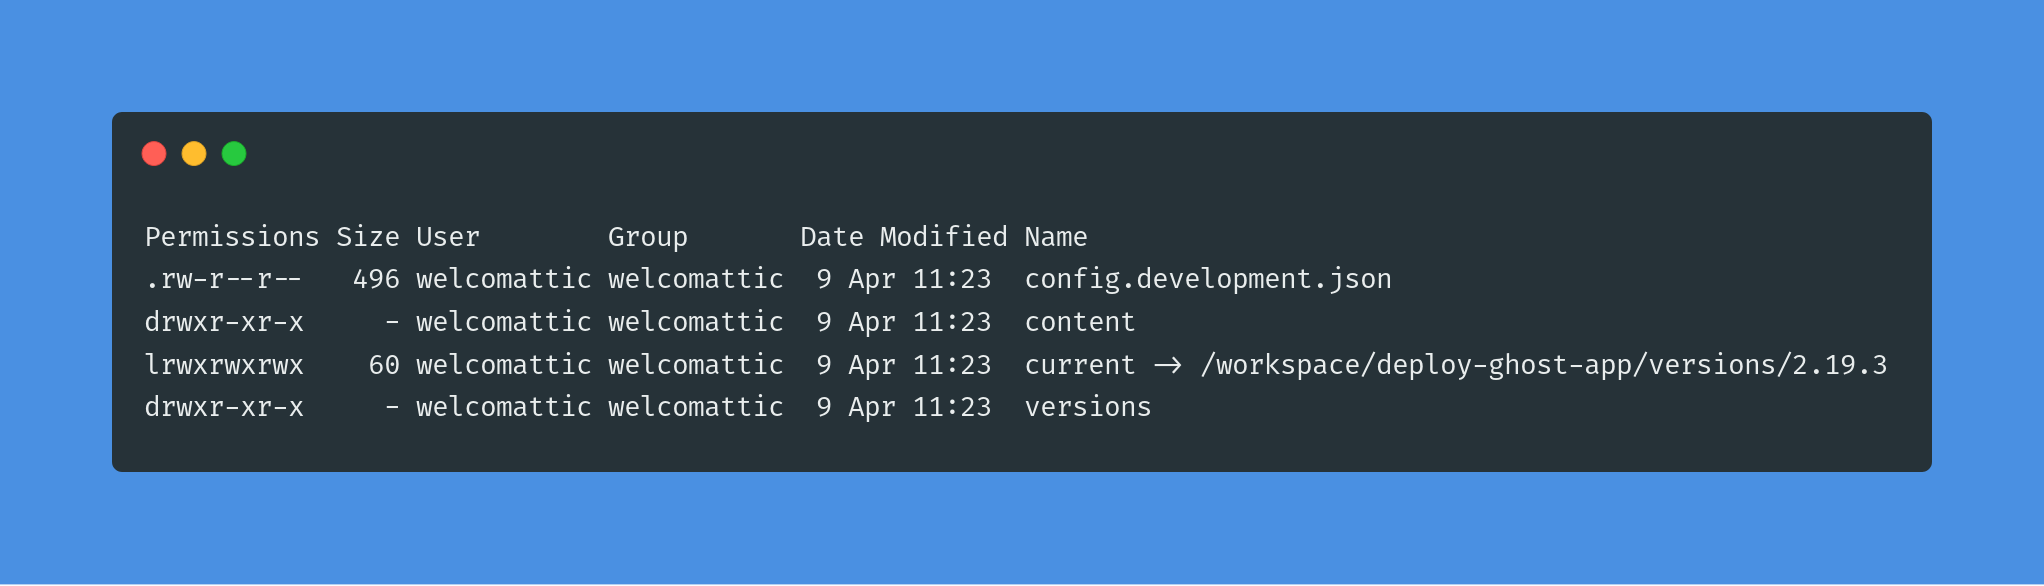 Permissions Size User        Group       Date Modified Name
.rw-r--r--   496 welcomattic welcomattic  9 Apr 11:23  config.development.json
drwxr-xr-x     - welcomattic welcomattic  9 Apr 11:23  content
lrwxrwxrwx    60 welcomattic welcomattic  9 Apr 11:23  current -> /workspace/deploy-ghost-app/versions/2.19.3
drwxr-xr-x     - welcomattic welcomattic  9 Apr 11:23  versions